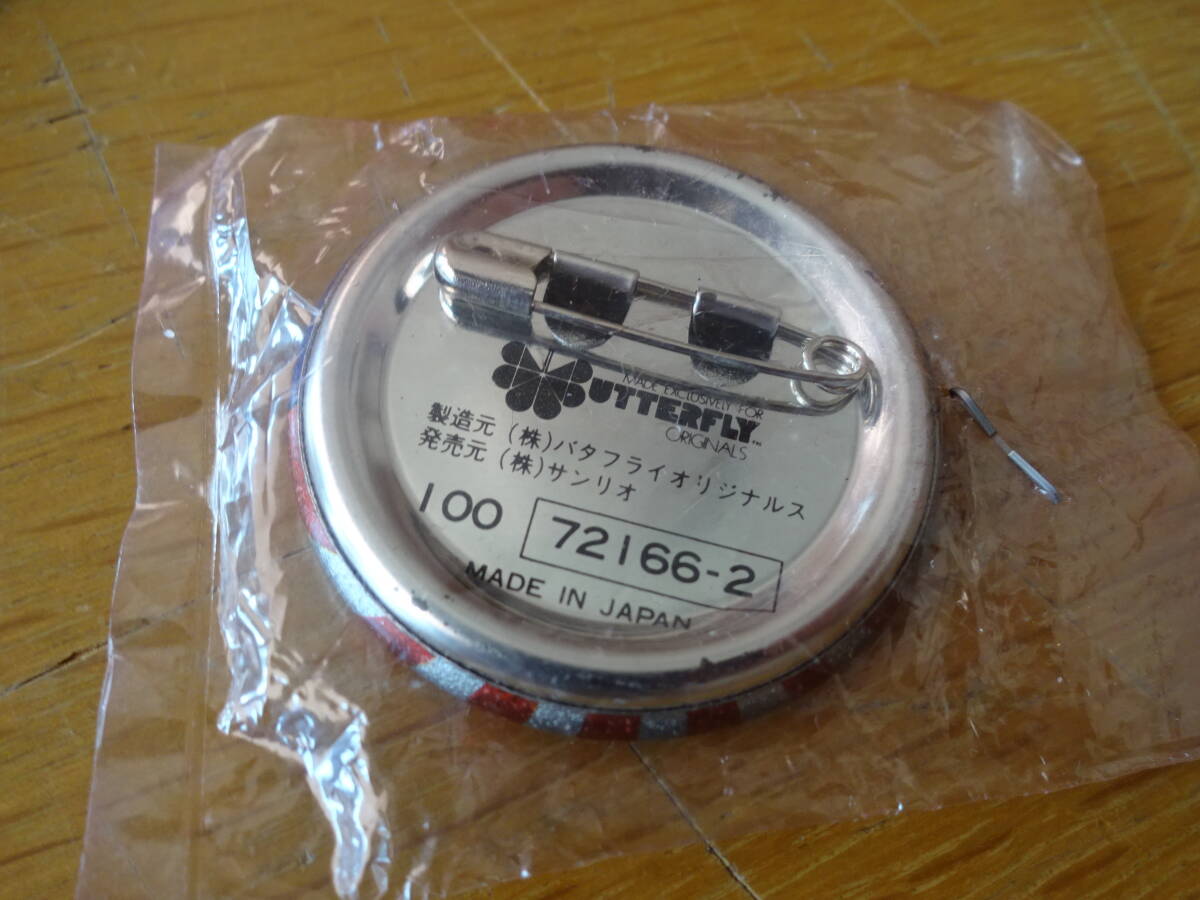 MADE EXCLUSIVELY FOR
BUTTERFLY™
ORIGINALS
製造元 (株)バタフライオリジナルス
発売元 (株)サンリオ
100 72166-2
MADE IN JAPAN